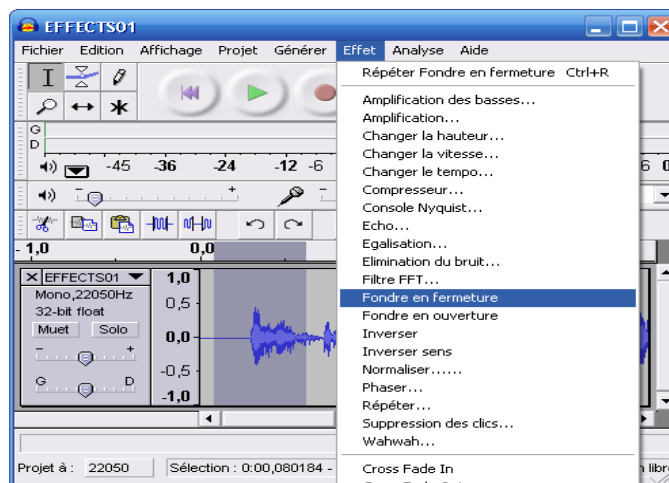 EFFECTS01
Fichier Edition Affichage Projet Générer Effet Analyse Aide
Répéter Fondre en fermeture Ctrl+R
Amplification des basses...
Amplification...
Changer la hauteur...
Changer la vitesse...
Changer le tempo...
Compresseur...
Console Nyquist...
Echo...
Egalisation...
Elimination du bruit...
Filtre FFT...
Fondre en fermeture
Fondre en ouverture
Inverser
Inverser sens
Normaliser......
Phaser...
Répéter...
Suppression des clics...
Wahwah...
Cross Fade In
G
D
-45 -36 -24 -12 -6 6 0
- +
-
- 1,0 0,0
EFFECTS01
Mono,22050Hz
32-bit float
Muet Solo
- +
G D
1,0
0,5
0,0
-0,5
-1,0
Projet à : 22050 Sélection : 0:00,080184 - n libre